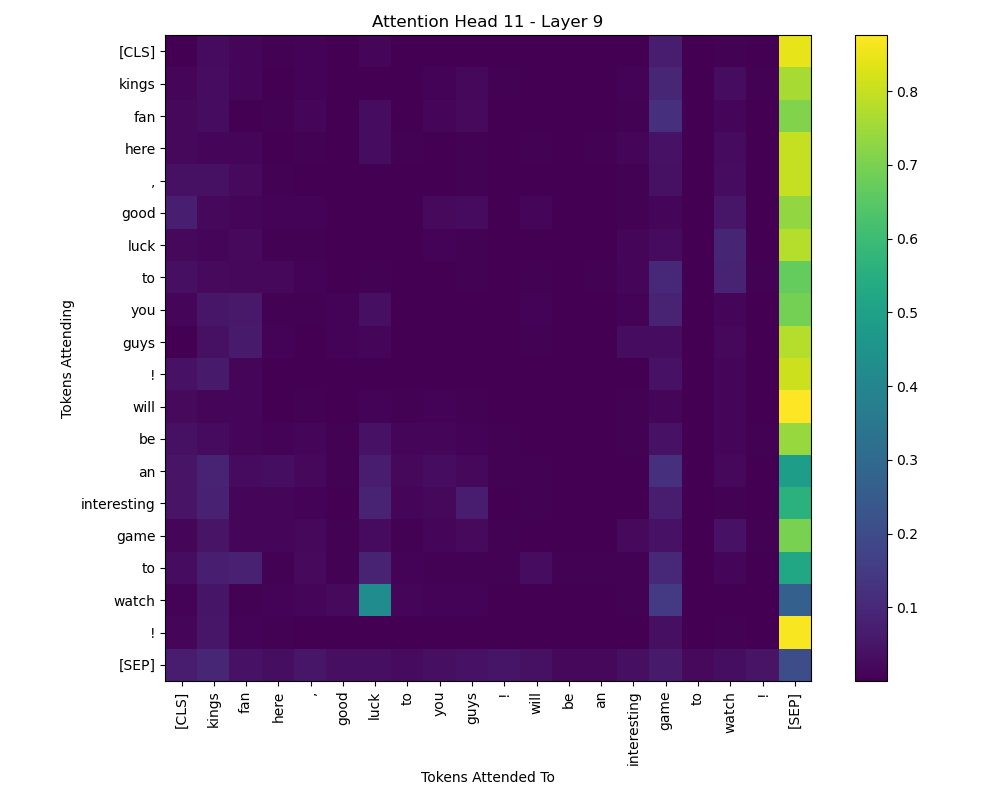 Attention Head 11 - Layer 9
Tokens Attending
[CLS]
kings
fan
here
,
good
luck
to
you
guys
!
will
be
an
interesting
game
to
watch
!
[SEP]
[CLS]
kings
fan
here
,
good
luck
to
you
guys
!
will
be
an
interesting
game
to
watch
!
[SEP]
Tokens Attended To
0.8
0.7
0.6
0.5
0.4
0.3
0.2
0.1